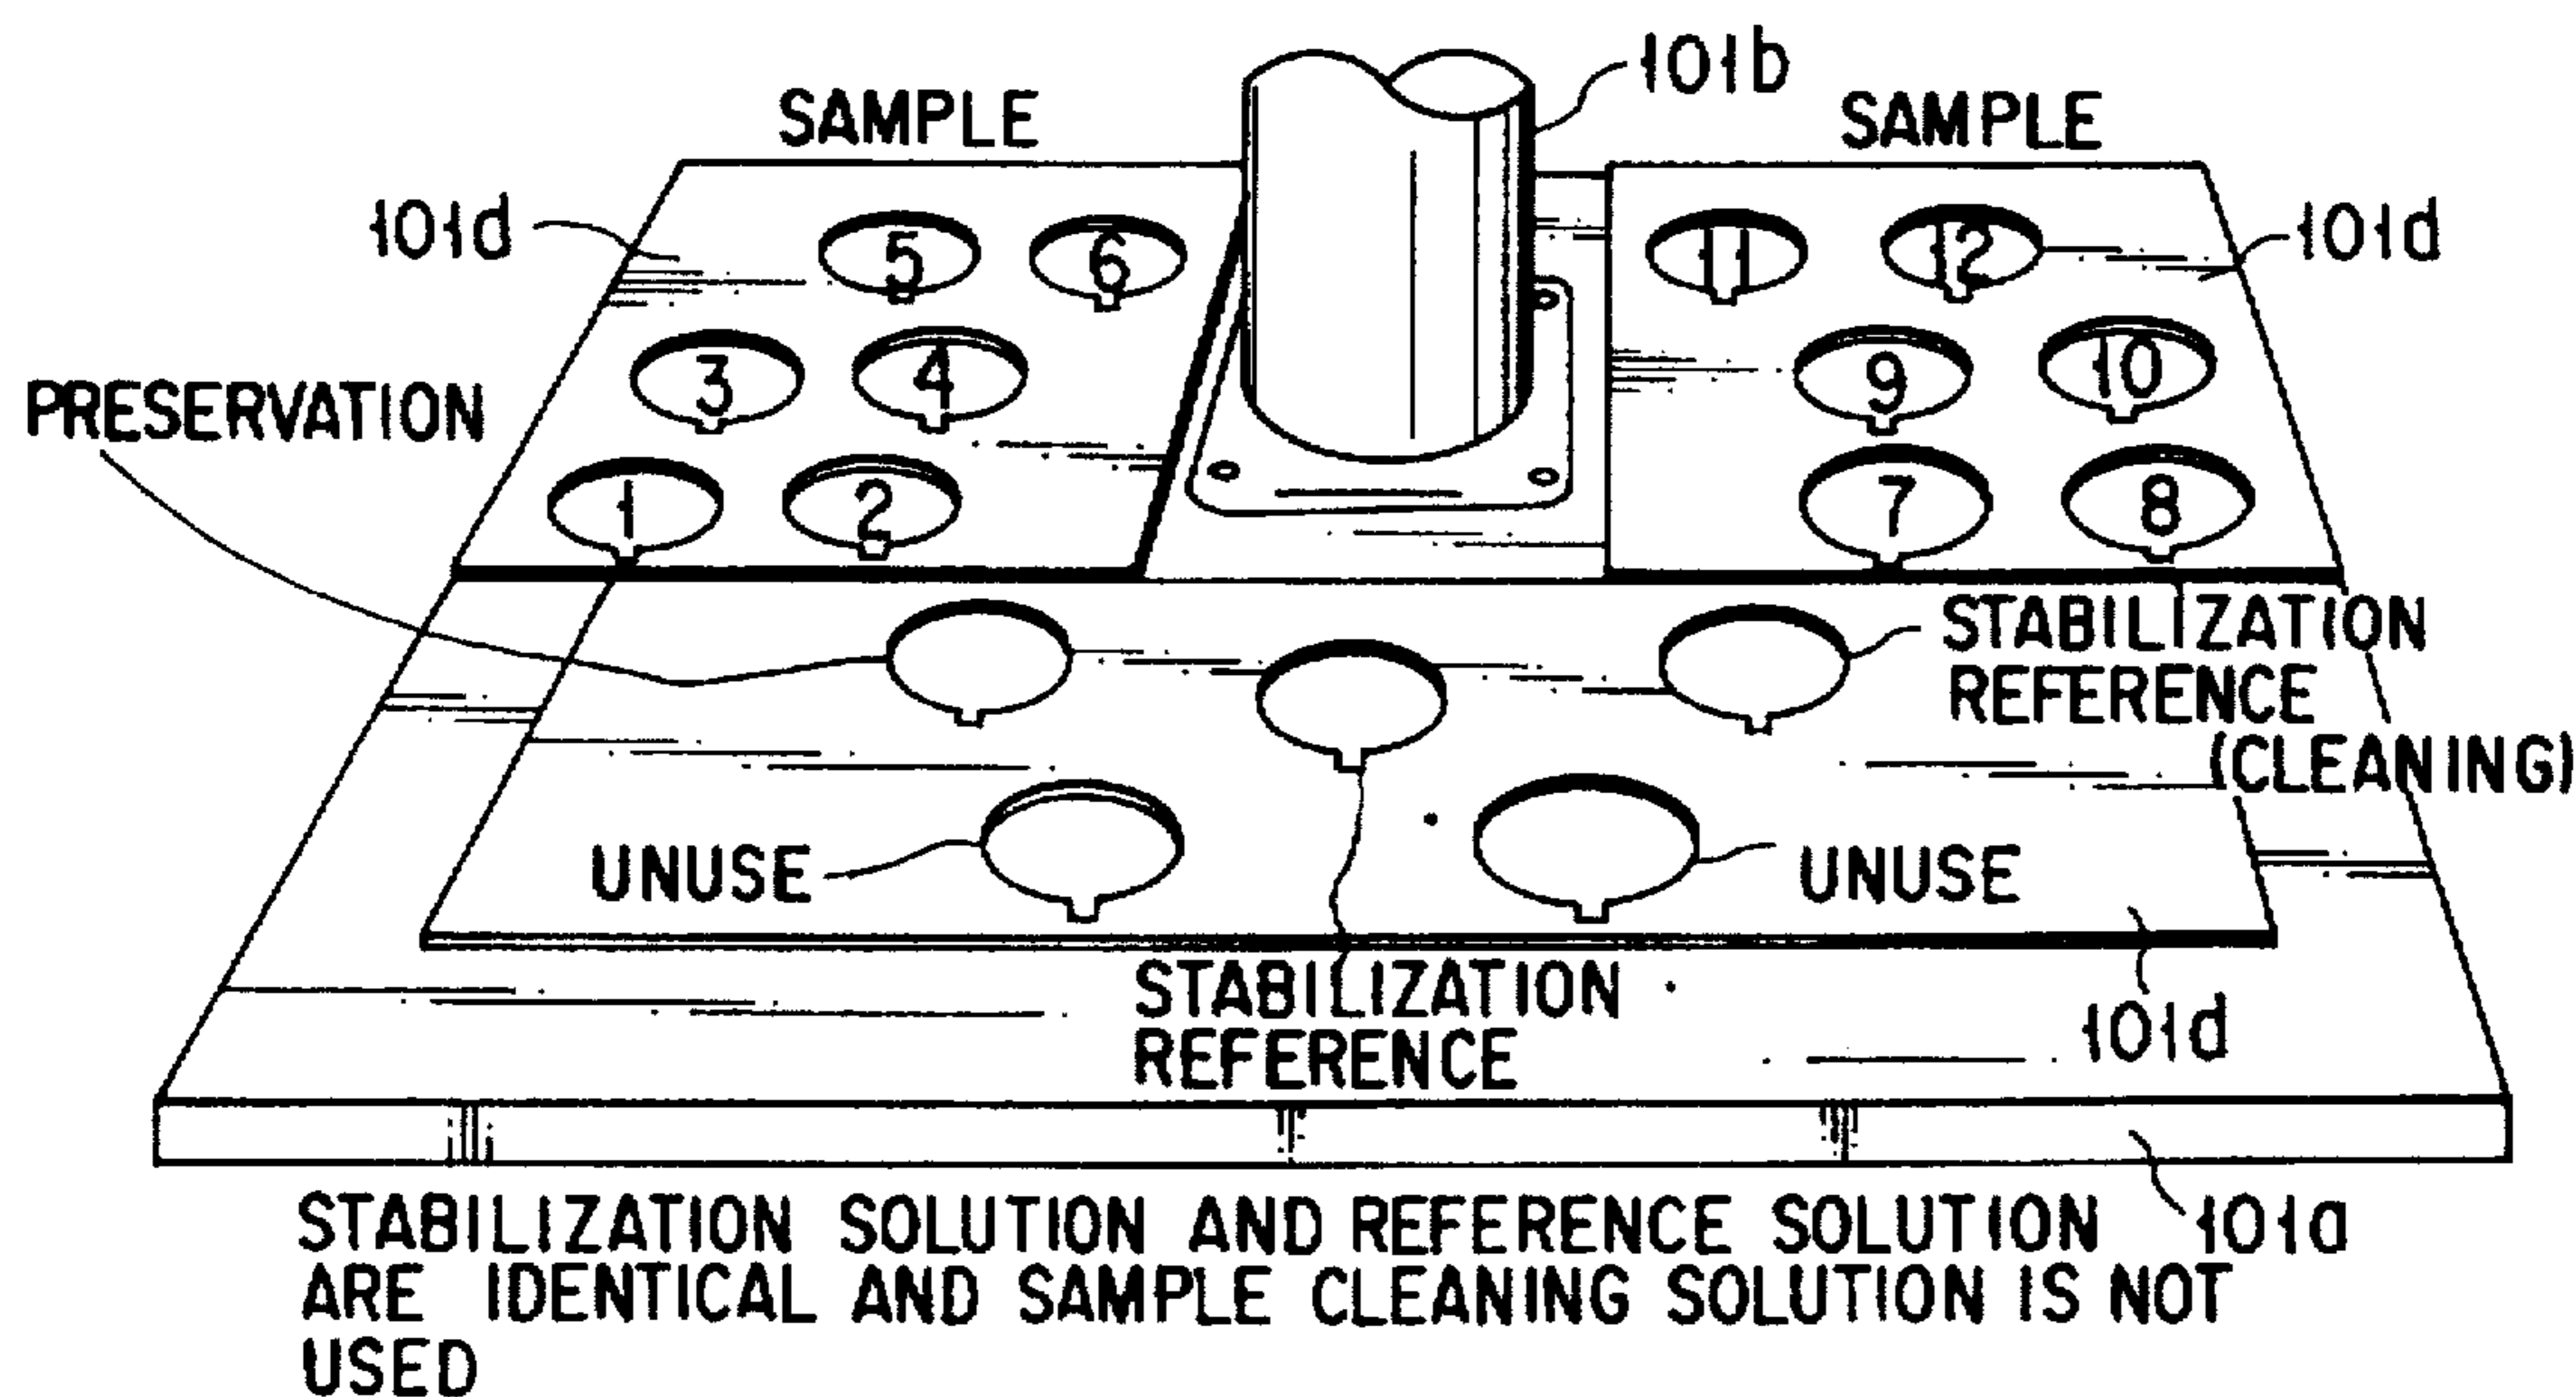 101b
SAMPLE
SAMPLE
101d
101d
5
6
11
12
3
4
9
10
PRESERVATION
1
2
7
8
STABILIZATION
REFERENCE
(CLEANING)
UNUSE
UNUSE
STABILIZATION
REFERENCE
101d
101a
STABILIZATION SOLUTION AND REFERENCE SOLUTION
ARE IDENTICAL AND SAMPLE CLEANING SOLUTION IS NOT
USED